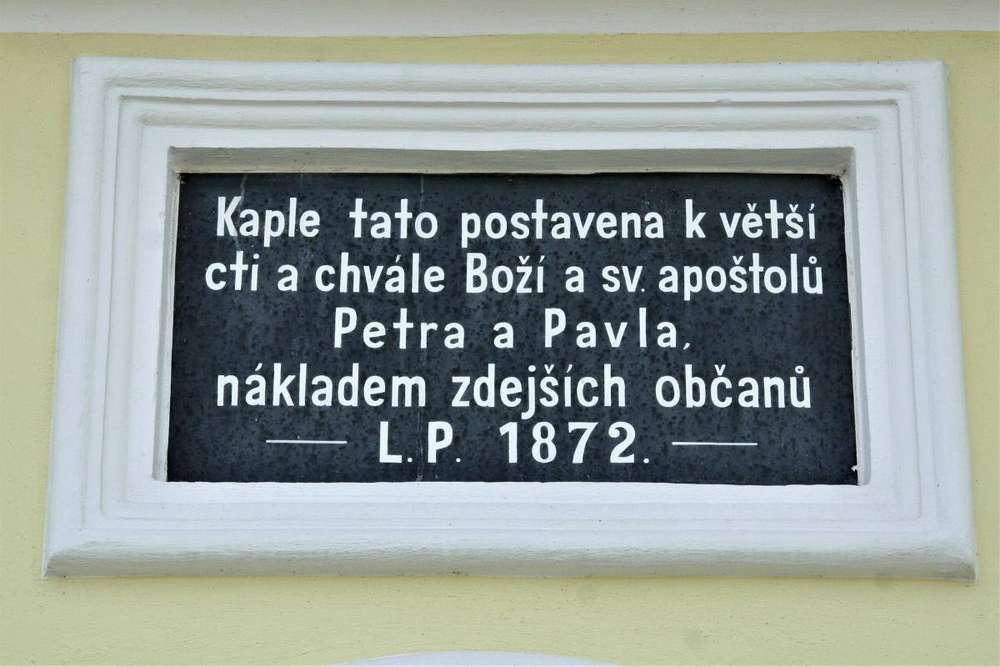 Kaple tato postavena k větší
cti a chvále Boží a sv. apoštolů
Petra a Pavla,
nákladem zdejších občanů
L. P. 1872.